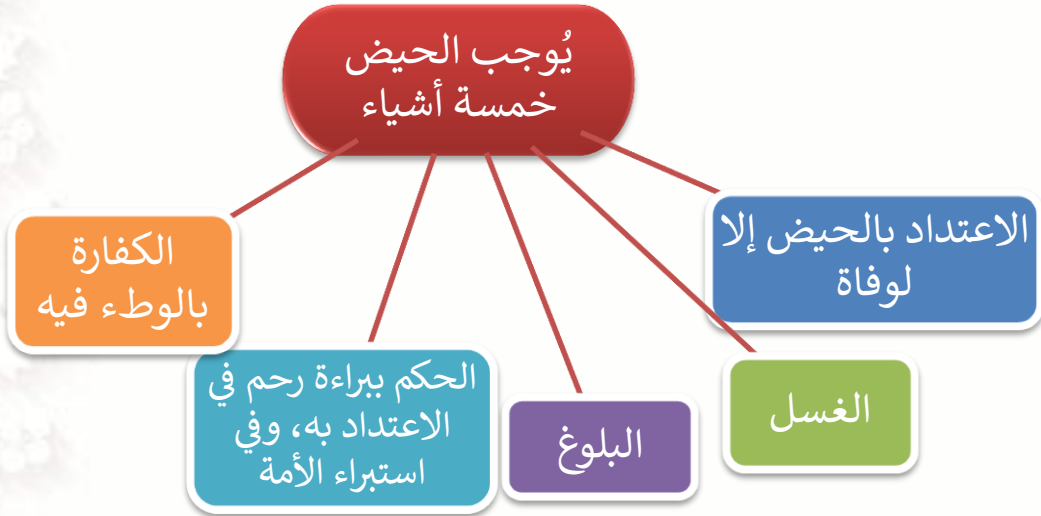 يُوجب الحيض
خمسة أشياء
الاعتداد بالحيض إلا
لوفاة
الغسل
البلوغ
الحكم ببراءة رحم في
الاعتداد به، وفي
استبراء الأمة
الكفارة
بالوطء فيه